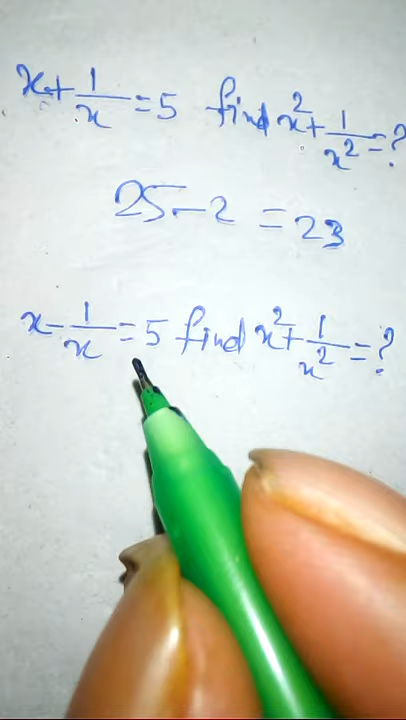 x + 1/x = 5 find x² + 1/x² = ?
25 - 2 = 23
x - 1/x = 5 find x² + 1/x² = ?